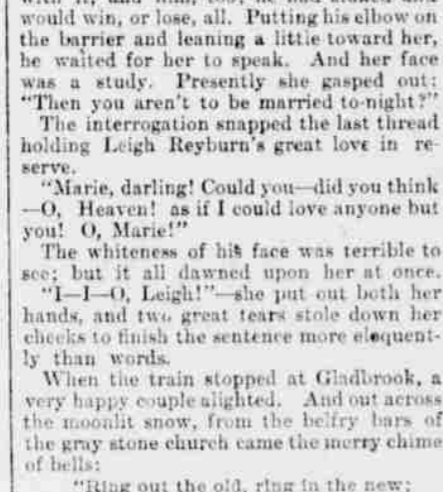 would win, or lose, all. Putting his elbow on
the barrier and leaning a little toward her,
he waited for her to speak. And her face
was a study. Presently she gasped out:
"Then you aren't to be married to-night?"
The interrogation snapped the last thread
holding Leigh Reyburn's great love in re-
serve.
"Marie, darling! Could you—did you think
—O, Heaven! as if I could love anyone but
you! O, Marie!"
The whiteness of his face was terrible to
see; but it all dawned upon her at once.
"I—I—O, Leigh!"—she put out both her
hands, and two great tears stole down her
cheeks to finish the sentence more eloquent-
ly than words.
When the train stopped at Gladbrook, a
very happy couple alighted. And out across
the moonlit snow, from the belfry bars of
the gray stone church came the merry chime
of bells:
"Ring out the old, ring in the new;